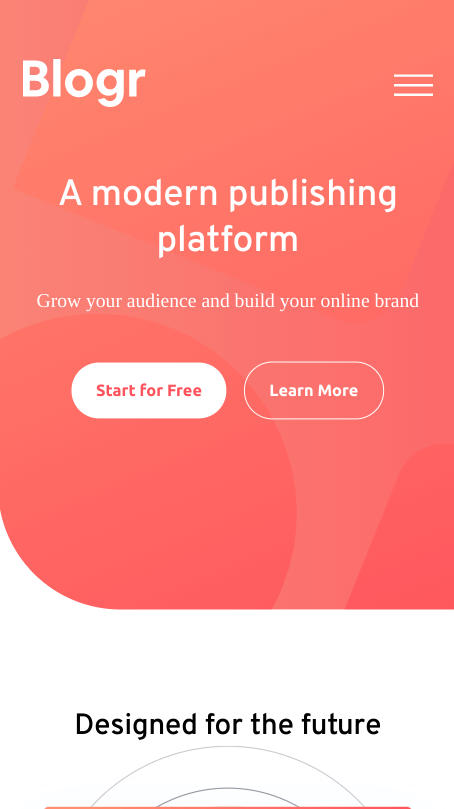 Blogr
A modern publishing
platform
Grow your audience and build your online brand
Start for Free
Learn More
Designed for the future